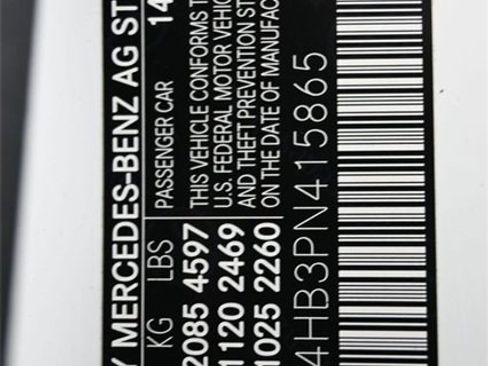 Y MERCEDES-BENZ AG ST
KG LBS PASSENGER CAR 14
2085 4597 THIS VEHICLE CONFORMS T
1120 2469 U.S. FEDERAL MOTOR VEHIC
1025 2260 AND THEFT PREVENTION ST
ON THE DATE OF MANUFAC
4HB3PN415865